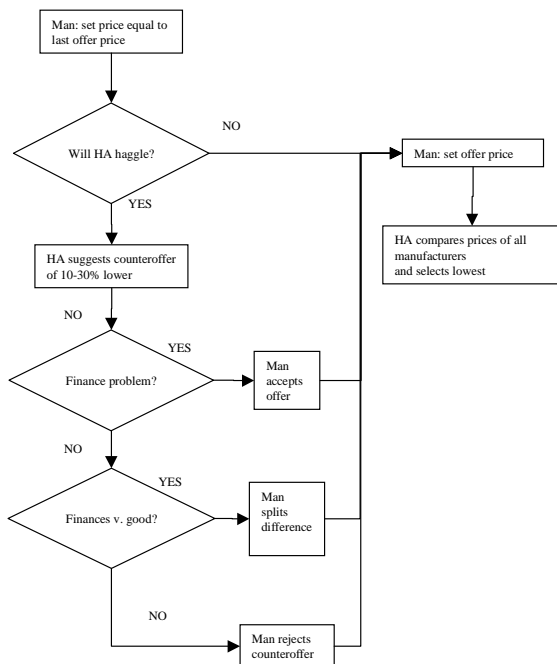 Man: set price equal to
last offer price
NO
Will HA haggle?
Man: set offer price
YES
HA suggests counteroffer
of 10-30% lower
HA compares prices of all
manufacturers
and selects lowest
NO
YES
Finance problem?
Man
accepts
offer
NO
YES
Finances v. good?
Man
splits
difference
NO
Man rejects
counteroffer